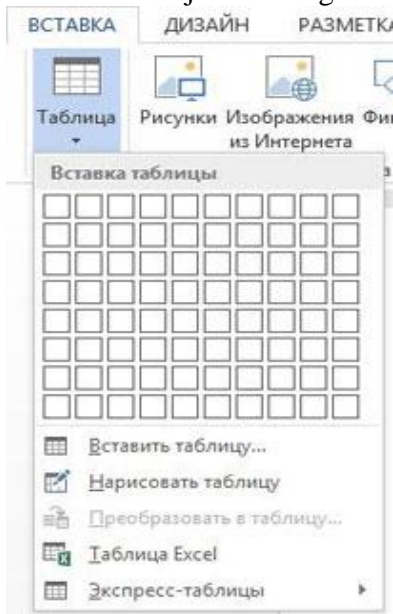 ВСТАВКА ДИЗАЙН РАЗМЕТКА
Таблица Рисунки Изображения из Интернета
Вставка таблицы
Вставить таблицу...
Нарисовать таблицу
Преобразовать в таблицу...
Таблица Excel
Экспресс-таблицы